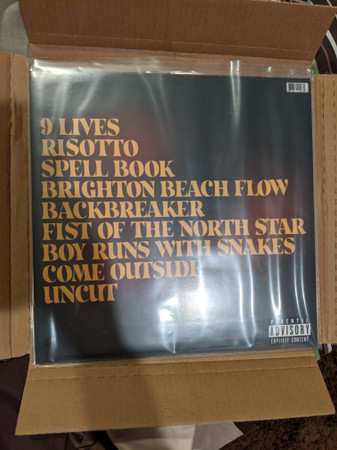 9 LIVES
RISOTTO
SPELL BOOK
BRIGHTON BEACH FLOW
BACKBREAKER
FIST OF THE NORTH STAR
BOY RUNS WITH SNAKES
COME OUTSIDE
UNCUT
PARENTAL
ADVISORY
EXPLICIT CONTENT